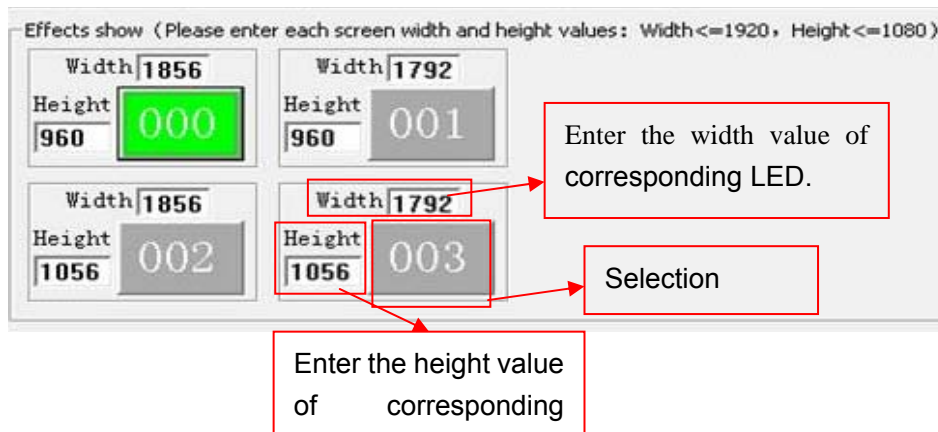 Effects show (Please enter each screen width and height values: Width<=1920, Height<=1080)
Width 1856
Height
960
000
Width 1792
Height
960
001
Width 1856
Height
1056
002
Width 1792
Height
1056
003
Enter the width value of
corresponding LED.
Selection
Enter the height value
of corresponding